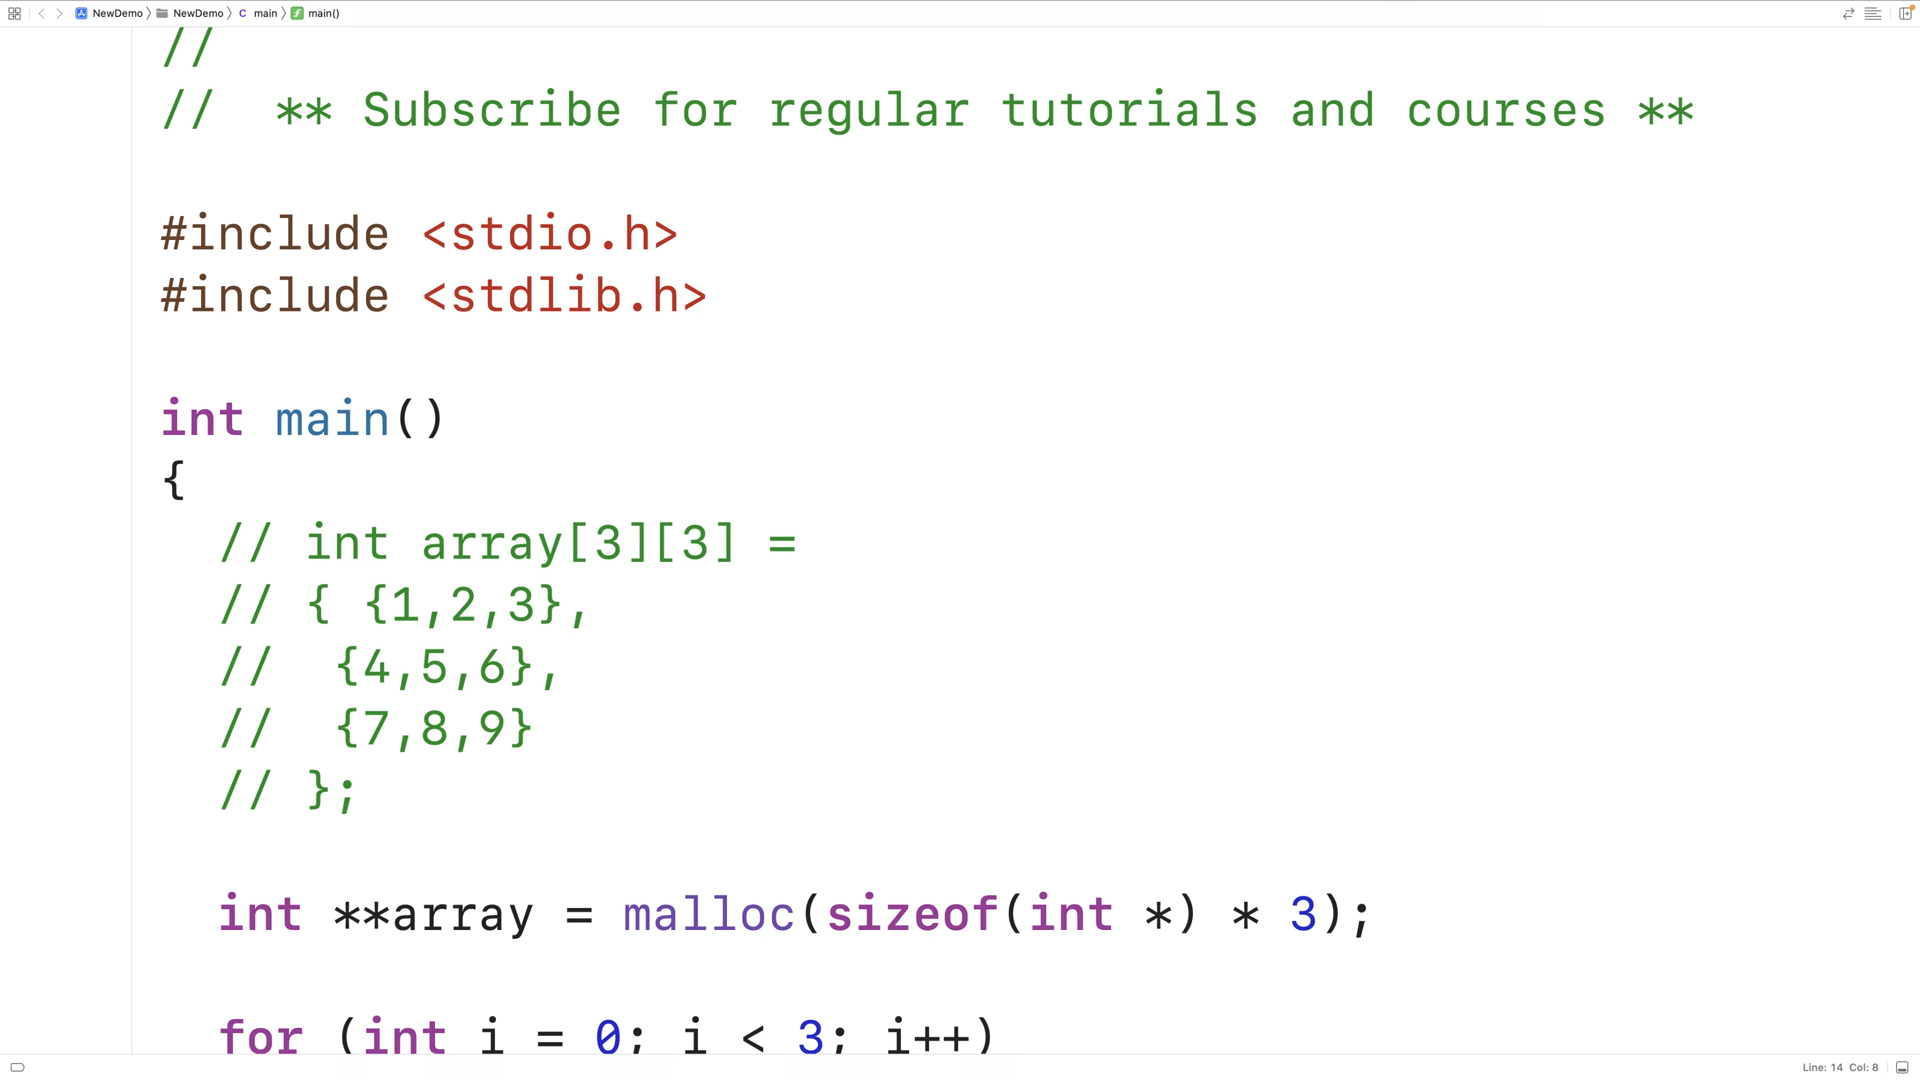 NewDemo NewDemo C main f main()
//
//  ** Subscribe for regular tutorials and courses **
#include <stdio.h>
#include <stdlib.h>
int main()
{
// int array[3][3] =
// { {1,2,3},
//  {4,5,6},
//  {7,8,9}
// };
int **array = malloc(sizeof(int *) * 3);
for (int i = 0; i < 3; i++)
Line: 14 Col: 8